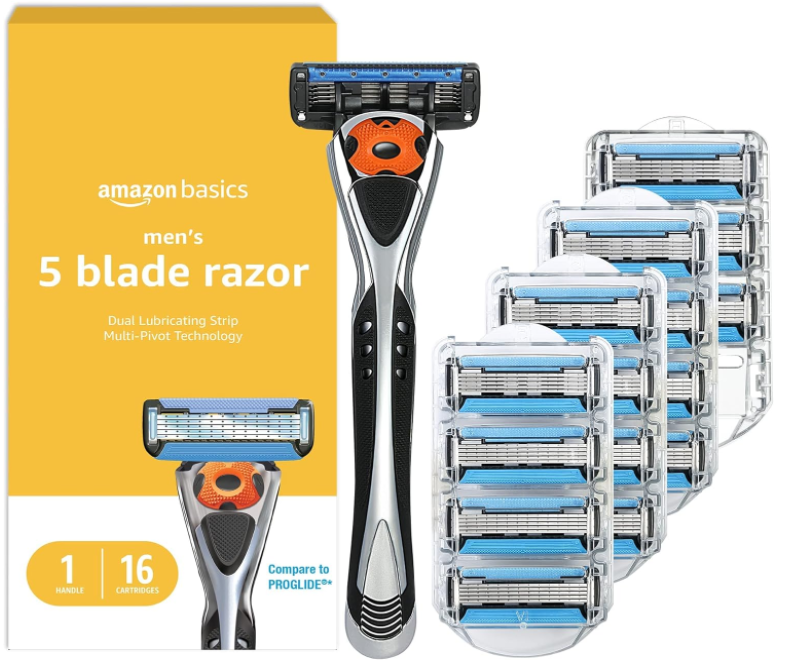 amazon basics
men's
5 blade razor
Dual Lubricating Strip
Multi-Pivot Technology
1 | 16
HANDLE CARTRIDGES
Compare to
PROGLIDE®*